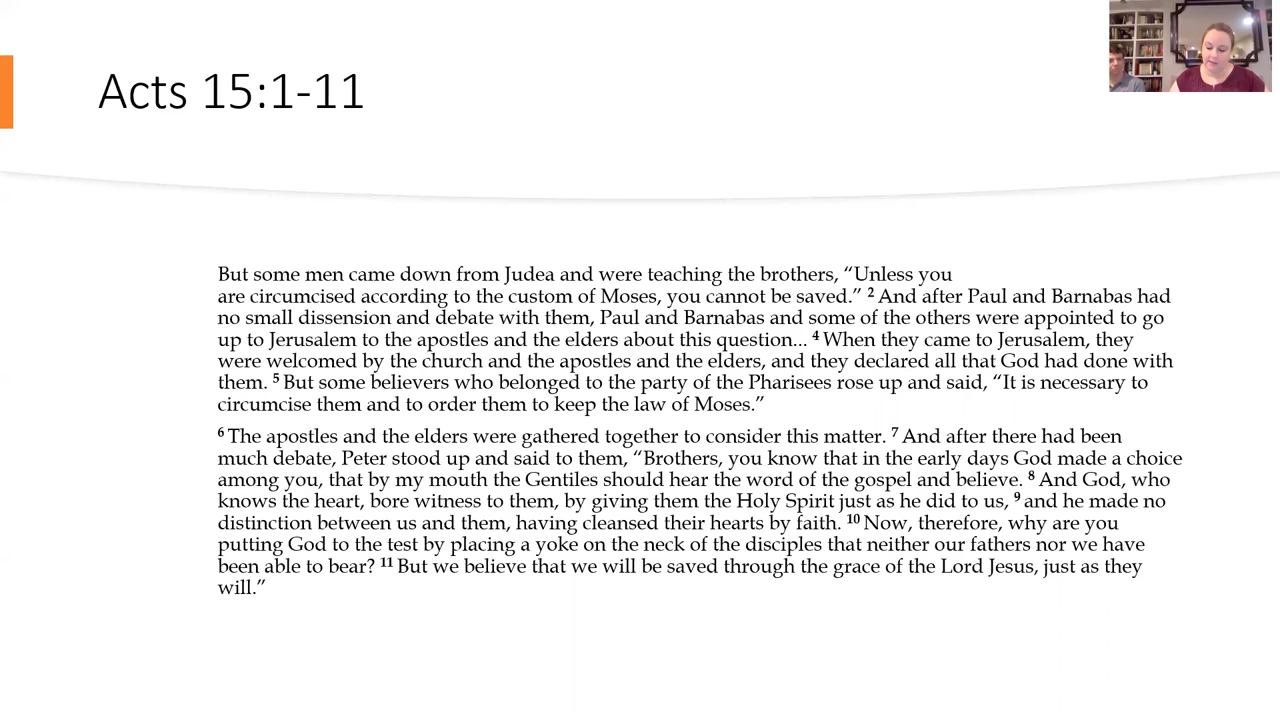 Acts 15:1-11
But some men came down from Judea and were teaching the brothers, “Unless you
are circumcised according to the custom of Moses, you cannot be saved.” 2 And after Paul and Barnabas had
no small dissension and debate with them, Paul and Barnabas and some of the others were appointed to go
up to Jerusalem to the apostles and the elders about this question... 4 When they came to Jerusalem, they
were welcomed by the church and the apostles and the elders, and they declared all that God had done with
them. 5 But some believers who belonged to the party of the Pharisees rose up and said, “It is necessary to
circumcise them and to order them to keep the law of Moses.”
6 The apostles and the elders were gathered together to consider this matter. 7 And after there had been
much debate, Peter stood up and said to them, “Brothers, you know that in the early days God made a choice
among you, that by my mouth the Gentiles should hear the word of the gospel and believe. 8 And God, who
knows the heart, bore witness to them, by giving them the Holy Spirit just as he did to us, 9 and he made no
distinction between us and them, having cleansed their hearts by faith. 10 Now, therefore, why are you
putting God to the test by placing a yoke on the neck of the disciples that neither our fathers nor we have
been able to bear? 11 But we believe that we will be saved through the grace of the Lord Jesus, just as they
will.”